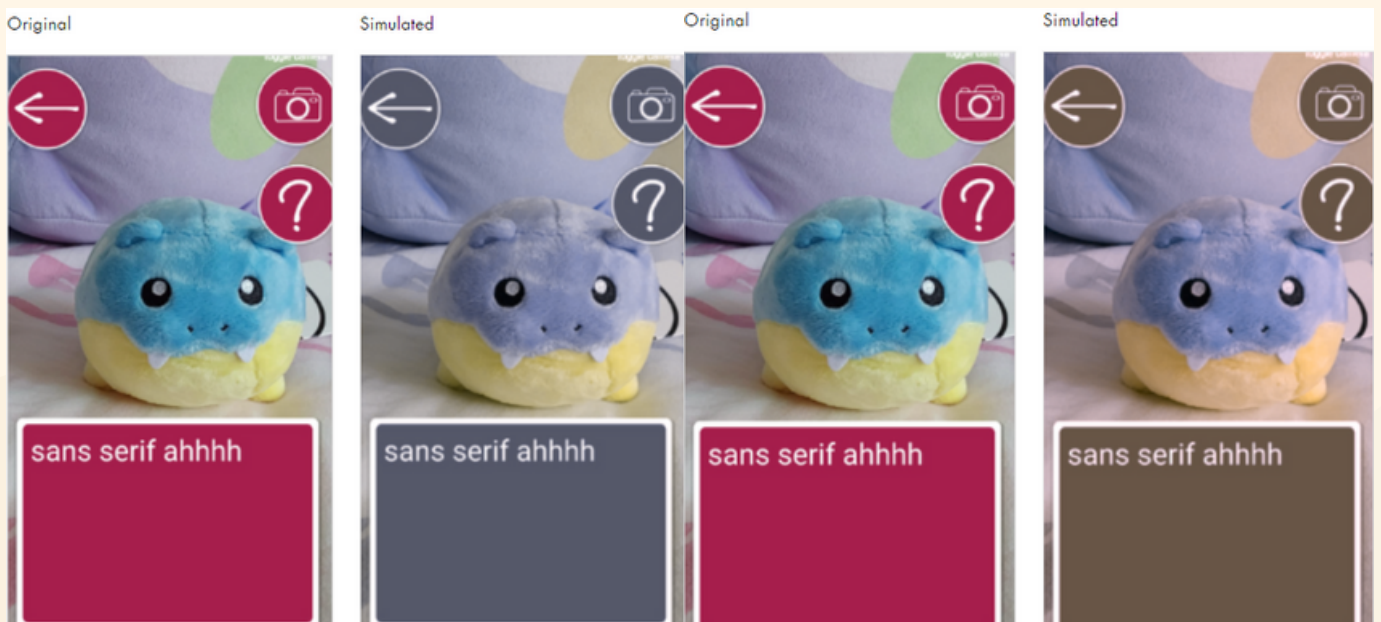 Original
Simulated
Original
Simulated
?
?
?
?
sans serif ahhhh
sans serif ahhhh
sans serif ahhhh
sans serif ahhhh